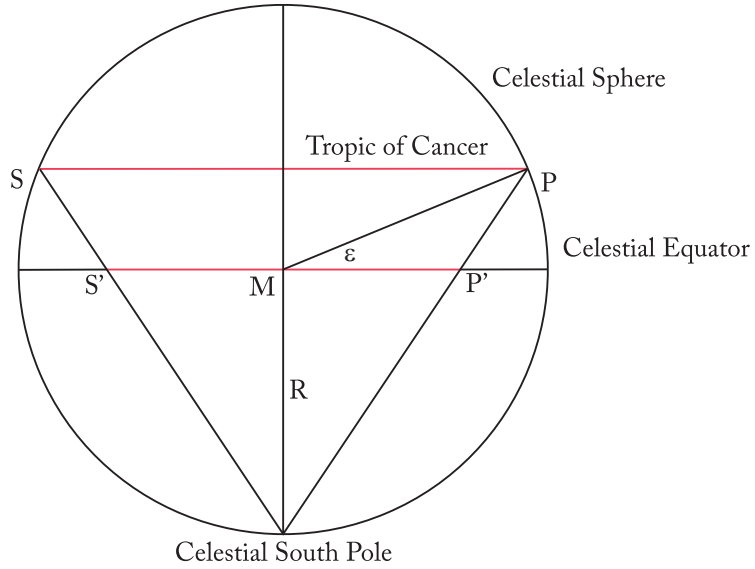 Celestial Sphere
Tropic of Cancer
S
P
Celestial Equator
ε
S'
M
P'
R
Celestial South Pole